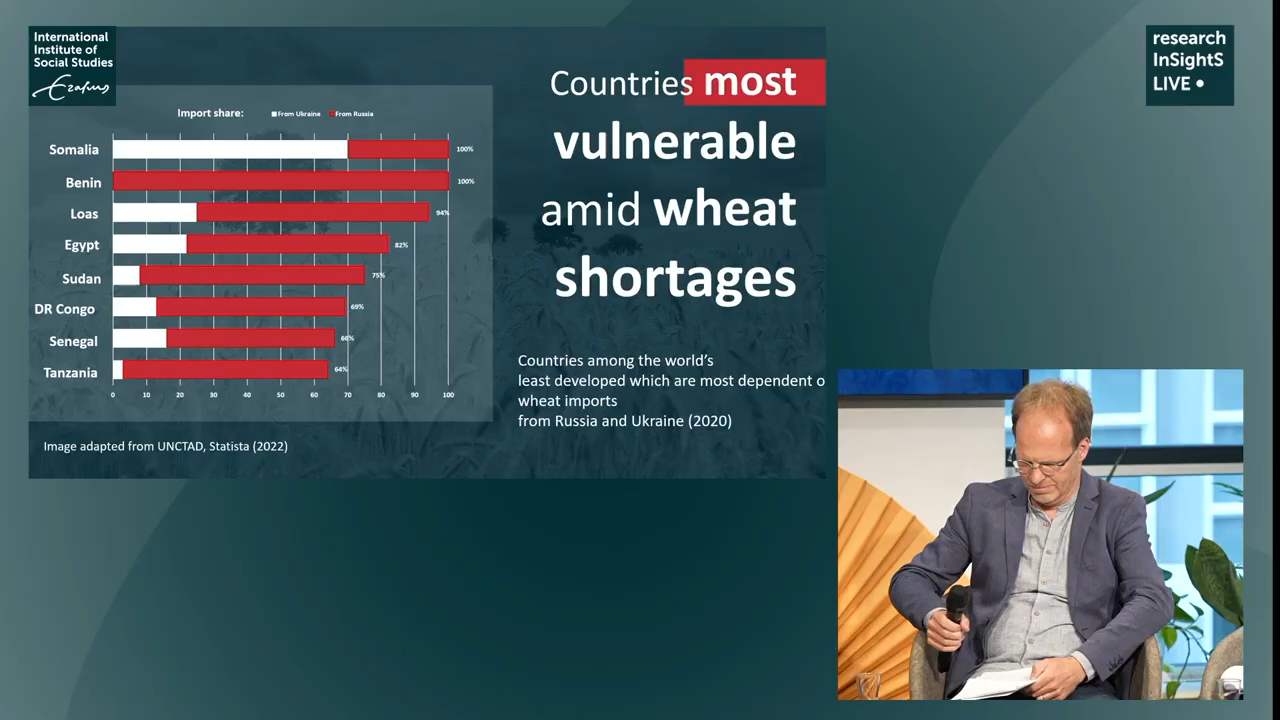 International
Institute of
Social Studies
Erasmus
research
InSightS
LIVE •
Countries most
vulnerable
amid wheat
shortages
Import share:
From Ukraine
From Russia
Somalia
100%
Benin
100%
Loas
94%
Egypt
82%
Sudan
75%
DR Congo
69%
Senegal
66%
Tanzania
64%
0 10 20 30 40 50 60 70 80 90 100
Countries among the world's
least developed which are most dependent o
wheat imports
from Russia and Ukraine (2020)
Image adapted from UNCTAD, Statista (2022)